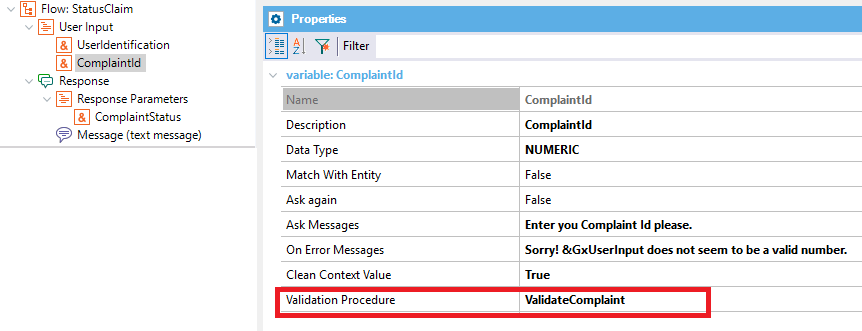 Flow: StatusClaim
User Input
& UserIdentification
& ComplaintId
Response
Response Parameters
& ComplaintStatus
Message (text message)
Properties
A Z Filter
variable: ComplaintId
Name ComplaintId
Description ComplaintId
Data Type NUMERIC
Match With Entity False
Ask again False
Ask Messages Enter you Complaint Id please.
On Error Messages Sorry! &GxUserInput does not seem to be a valid number.
Clean Context Value True
Validation Procedure ValidateComplaint